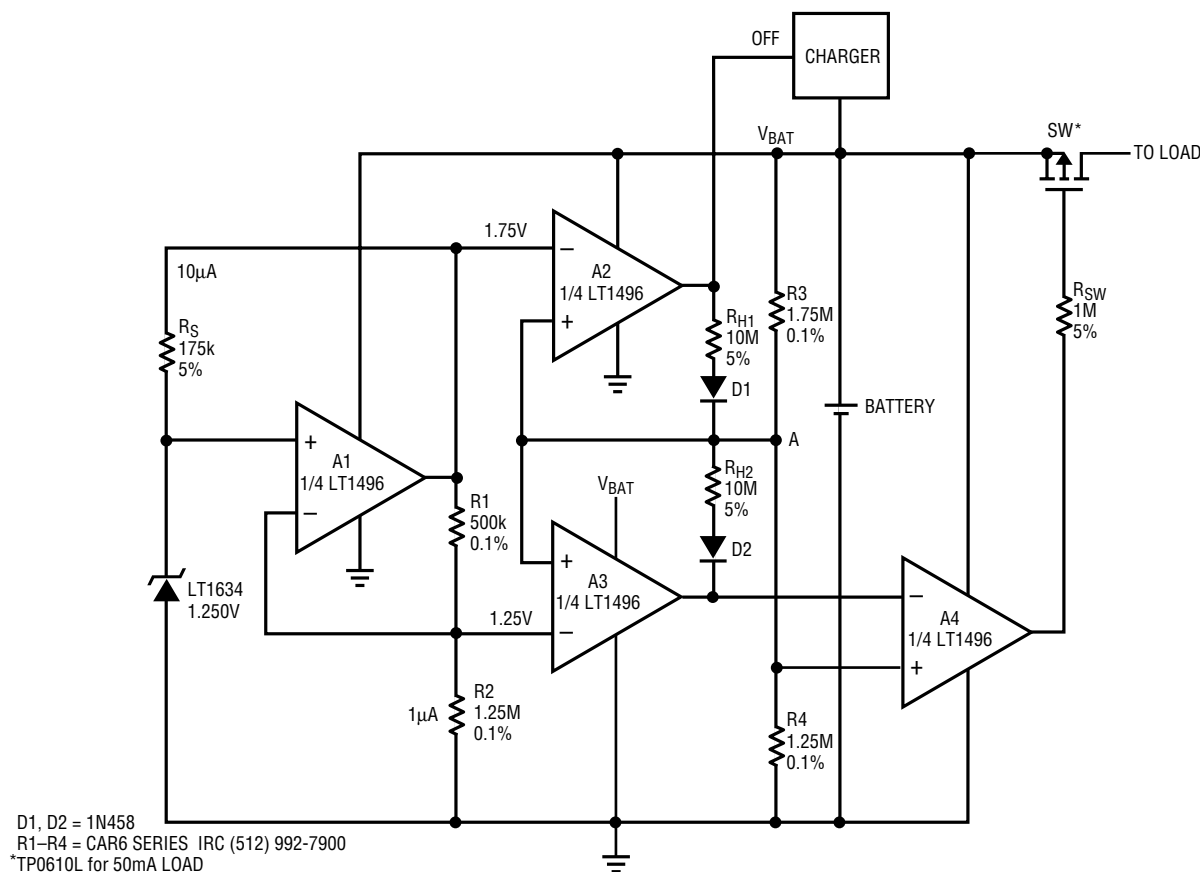 OFF
CHARGER
VBAT
SW*
TO LOAD
1.75V
–
A2
1/4 LT1496
+
10µA
RS
175k
5%
RH1
10M
5%
D1
R3
1.75M
0.1%
RSW
1M
5%
BATTERY
A
+
A1
1/4 LT1496
–
R1
500k
0.1%
VBAT
RH2
10M
5%
D2
LT1634
1.250V
+
A3
1/4 LT1496
–
1.25V
–
A4
1/4 LT1496
+
1µA
R2
1.25M
0.1%
R4
1.25M
0.1%
D1, D2 = 1N458
R1–R4 = CAR6 SERIES IRC (512) 992-7900
*TP0610L for 50mA LOAD